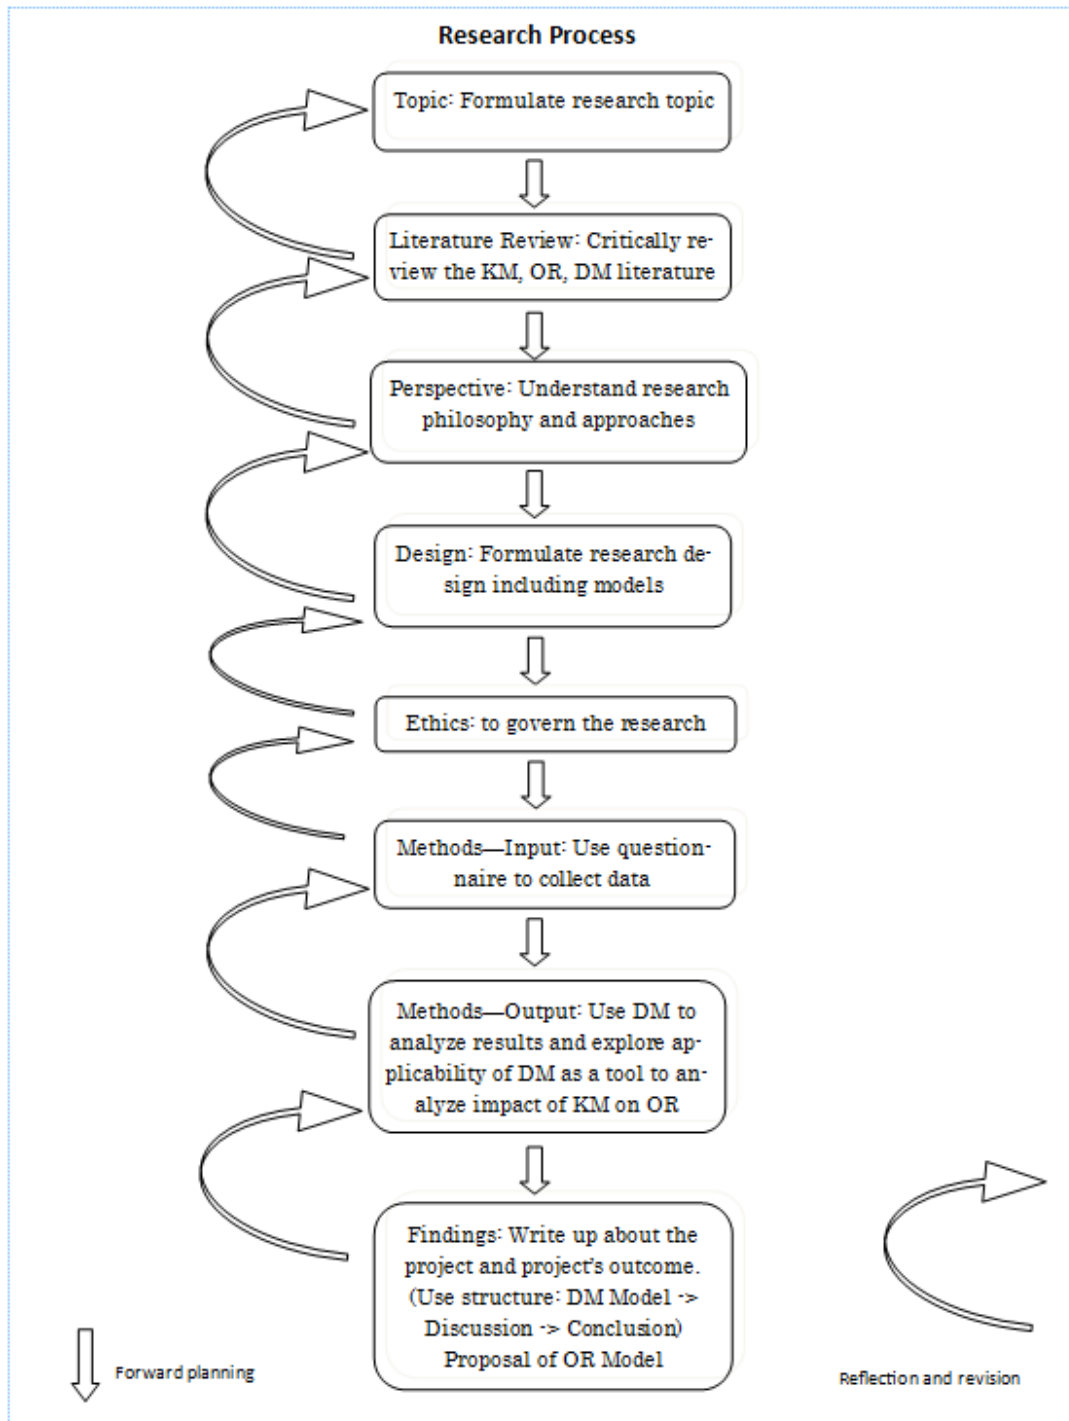 Research Process
Topic: Formulate research topic
Literature Review: Critically re-
view the KM, OR, DM literature
Perspective: Understand research
philosophy and approaches
Design: Formulate research de-
sign including models
Ethics: to govern the research
Methods—Input: Use question-
naire to collect data
Methods—Output: Use DM to
analyze results and explore ap-
plicability of DM as a tool to an-
alyze impact of KM on OR
Findings: Write up about the
project and project's outcome.
(Use structure: DM Model ->
Discussion -> Conclusion)
Proposal of OR Model
Forward planning
Reflection and revision